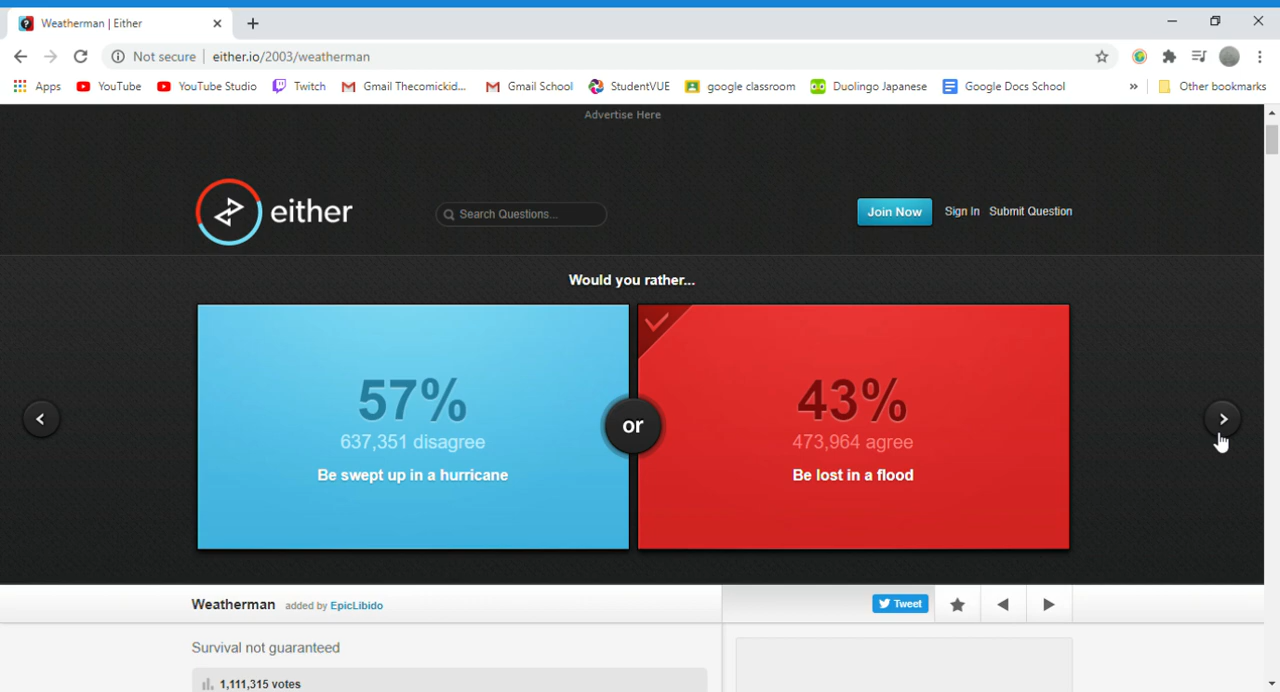 Weatherman | Either
Not secure | either.io/2003/weatherman
Apps YouTube YouTube Studio Twitch Gmail Thecomickid... Gmail School StudentVUE google classroom Duolingo Japanese Google Docs School » Other bookmarks
Advertise Here
either Search Questions... Join Now Sign In Submit Question
Would you rather...
57%
637,351 disagree
Be swept up in a hurricane
or
43%
473,964 agree
Be lost in a flood
Weatherman added by EpicLibido Tweet
Survival not guaranteed
1,111,315 votes